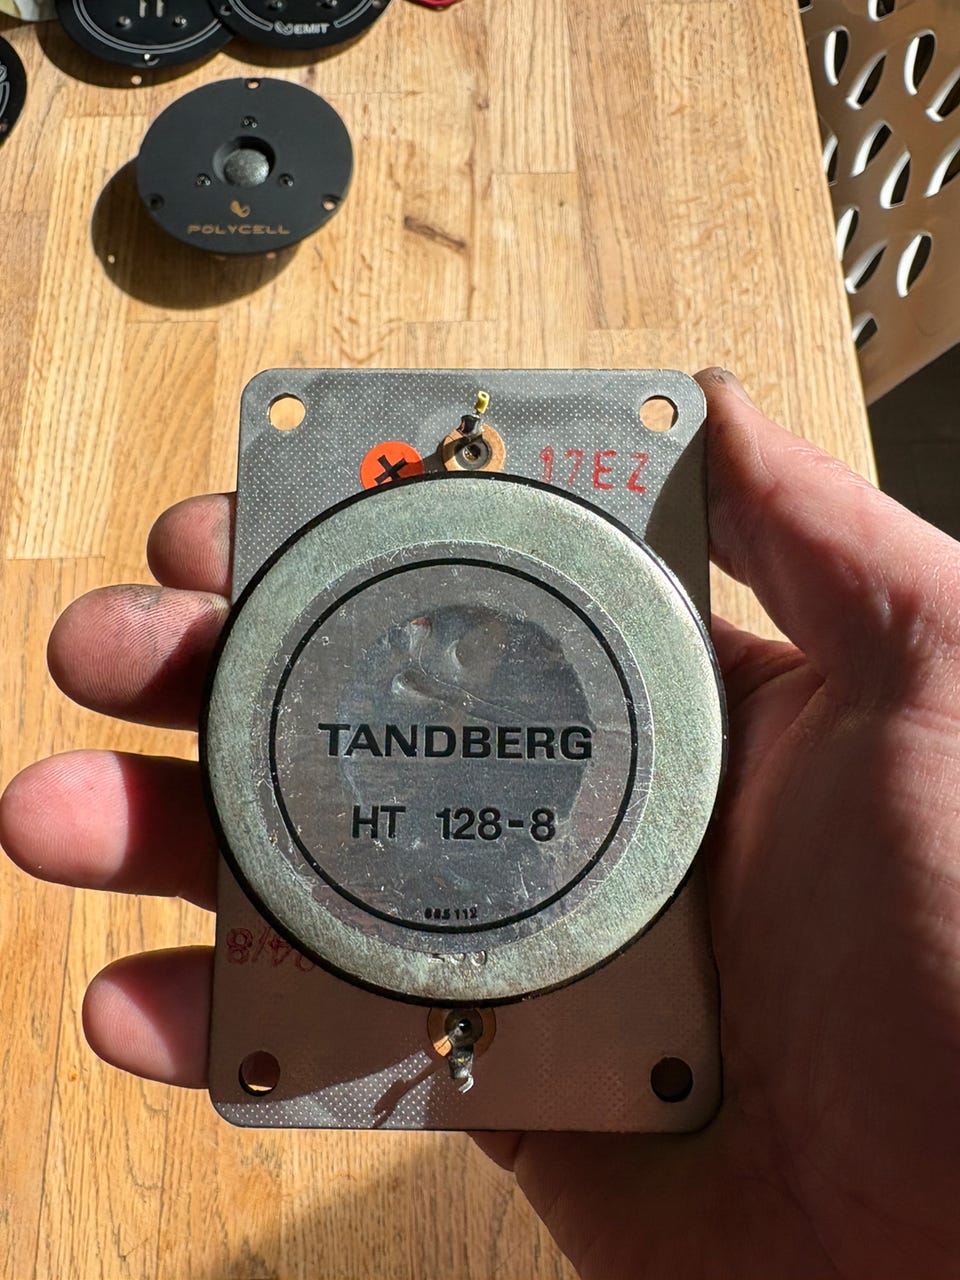 EMIT
POLYCELL
17EZ
TANDBERG
HT 128-8